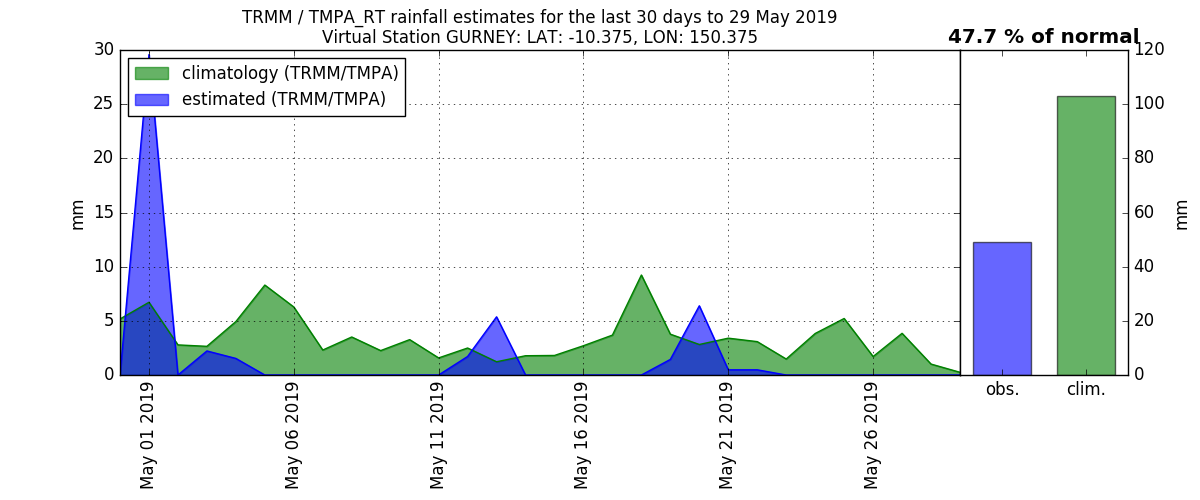 TRMM / TMPA_RT rainfall estimates for the last 30 days to 29 May 2019
Virtual Station GURNEY: LAT: -10.375, LON: 150.375
47.7 % of normal
climatology (TRMM/TMPA)
estimated (TRMM/TMPA)
30
25
20
15
10
5
0
mm
May 01 2019
May 06 2019
May 11 2019
May 16 2019
May 21 2019
May 26 2019
obs.
clim.
120
100
80
60
40
20
0
mm